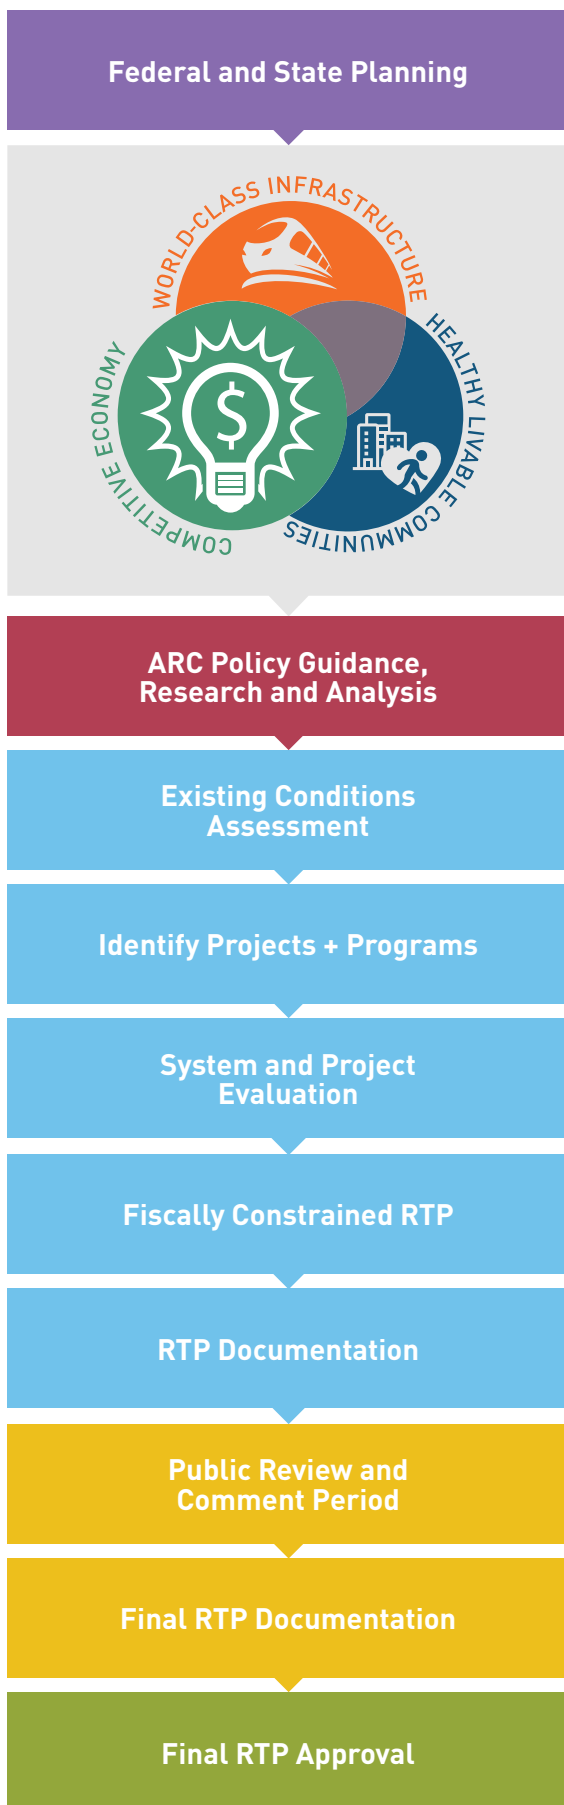 Federal and State Planning
WORLD-CLASS INFRASTRUCTURE
HEALTHY LIVABLE COMMUNITIES
COMPETITIVE ECONOMY
$
ARC Policy Guidance,
Research and Analysis
Existing Conditions
Assessment
Identify Projects + Programs
System and Project
Evaluation
Fiscally Constrained RTP
RTP Documentation
Public Review and
Comment Period
Final RTP Documentation
Final RTP Approval